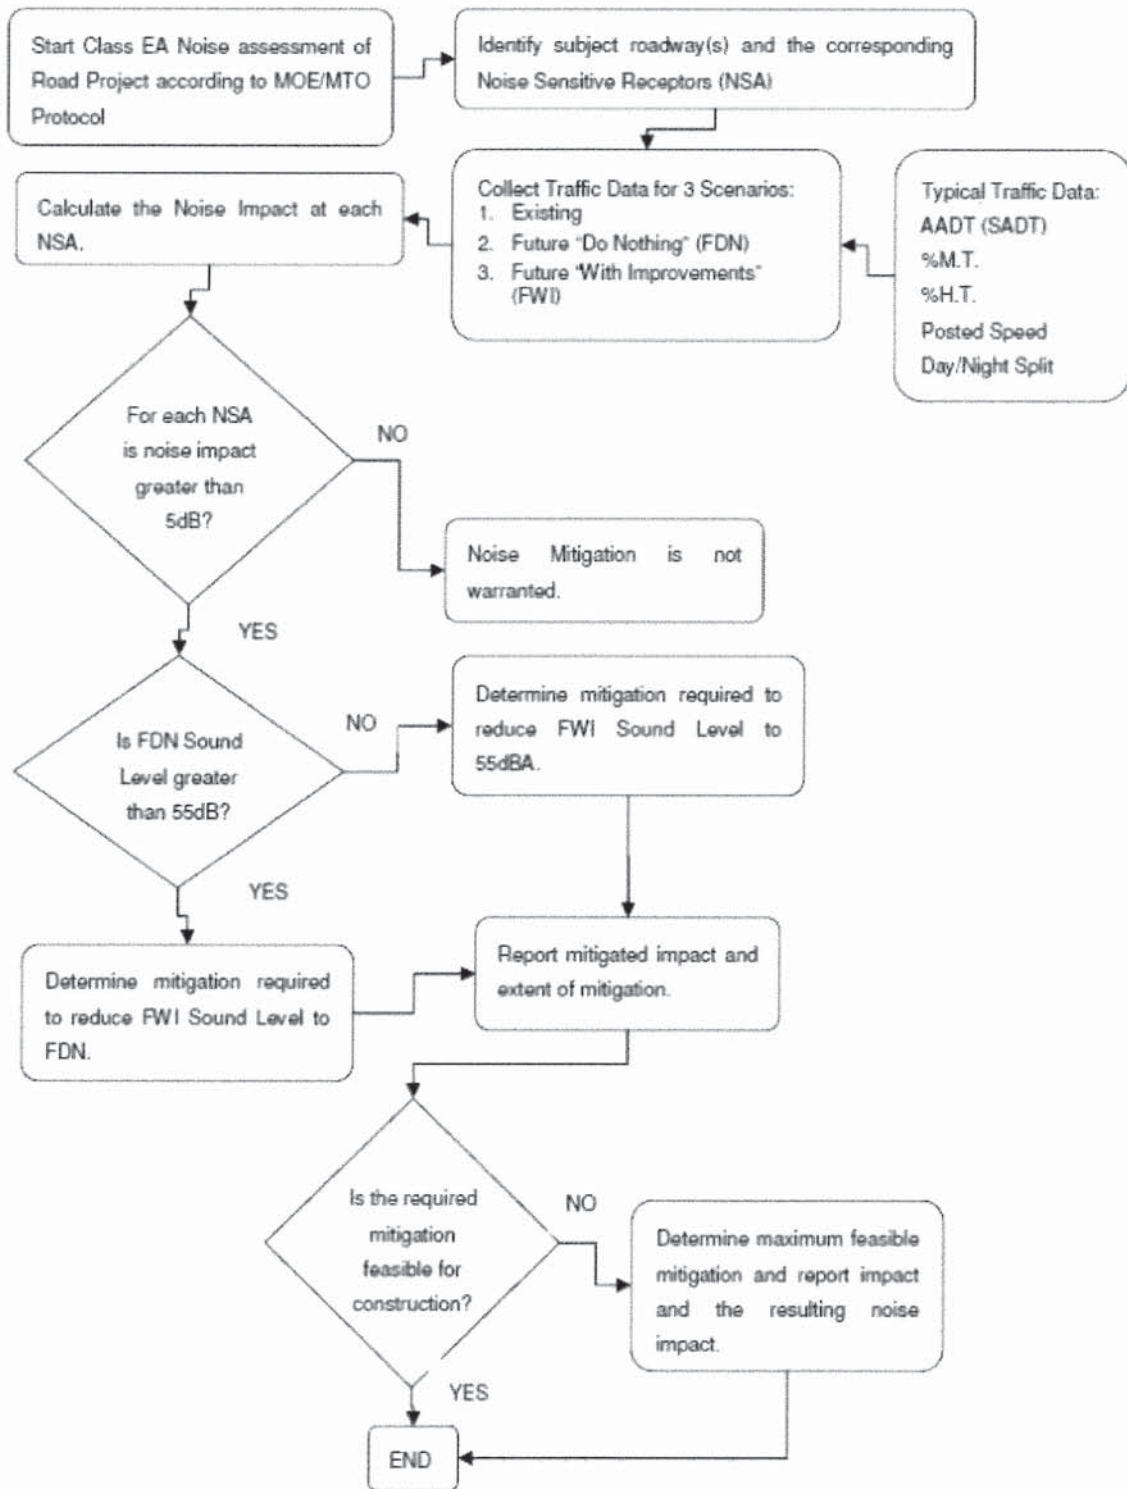 Start Class EA Noise assessment of
Road Project according to MOE/MTO
Protocol
Identify subject roadway(s) and the corresponding
Noise Sensitive Receptors (NSA)
Collect Traffic Data for 3 Scenarios:
1. Existing
2. Future "Do Nothing" (FDN)
3. Future "With Improvements"
(FWI)
Typical Traffic Data:
AADT (SADT)
%M.T.
%H.T.
Posted Speed
Day/Night Split
Calculate the Noise Impact at each
NSA.
For each NSA
is noise impact
greater than
5dB?
NO
Noise Mitigation is not
warranted.
YES
Is FDN Sound
Level greater
than 55dB?
NO
Determine mitigation required to
reduce FWI Sound Level to
55dBA.
YES
Determine mitigation required
to reduce FWI Sound Level to
FDN.
Report mitigated impact and
extent of mitigation.
Is the required
mitigation
feasible for
construction?
NO
Determine maximum feasible
mitigation and report impact
and the resulting noise
impact.
YES
END